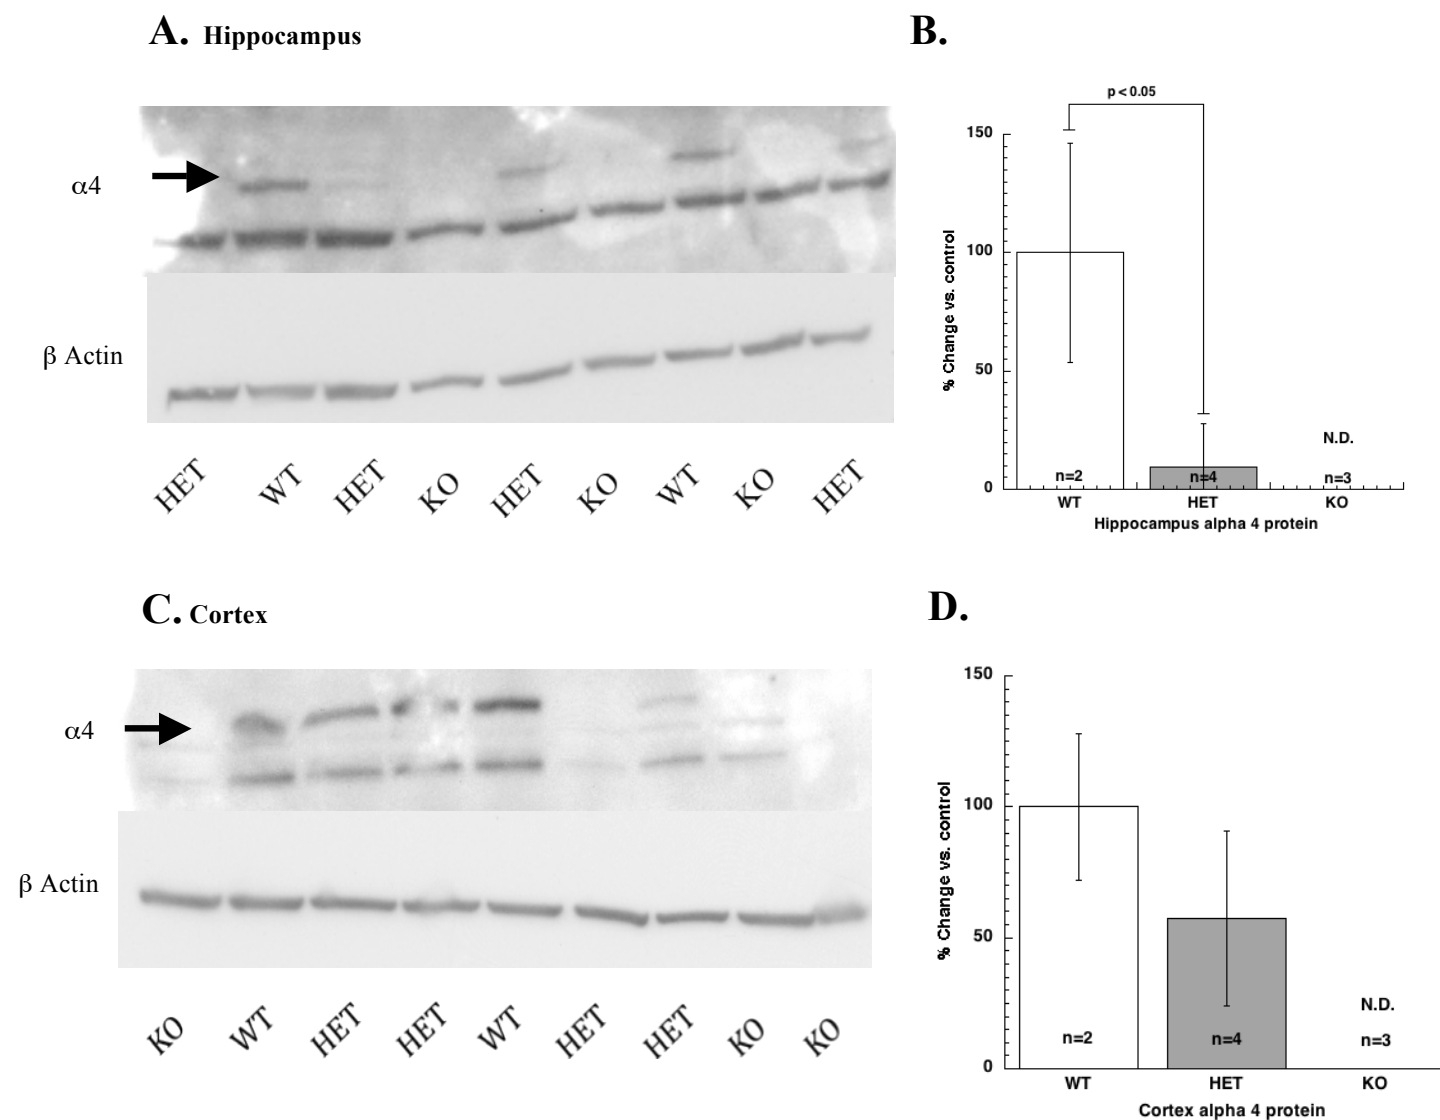 A. Hippocampus
α4
β Actin
HET WT HET KO HET KO WT KO HET
B.
p < 0.05
150
100
50
0
% Change vs. control
N.D.
n=2 n=4 n=3
WT HET KO
Hippocampus alpha 4 protein
C. Cortex
α4
β Actin
KO WT HET HET WT HET HET KO KO
D.
150
100
50
0
% Change vs. control
N.D.
n=2 n=4 n=3
WT HET KO
Cortex alpha 4 protein